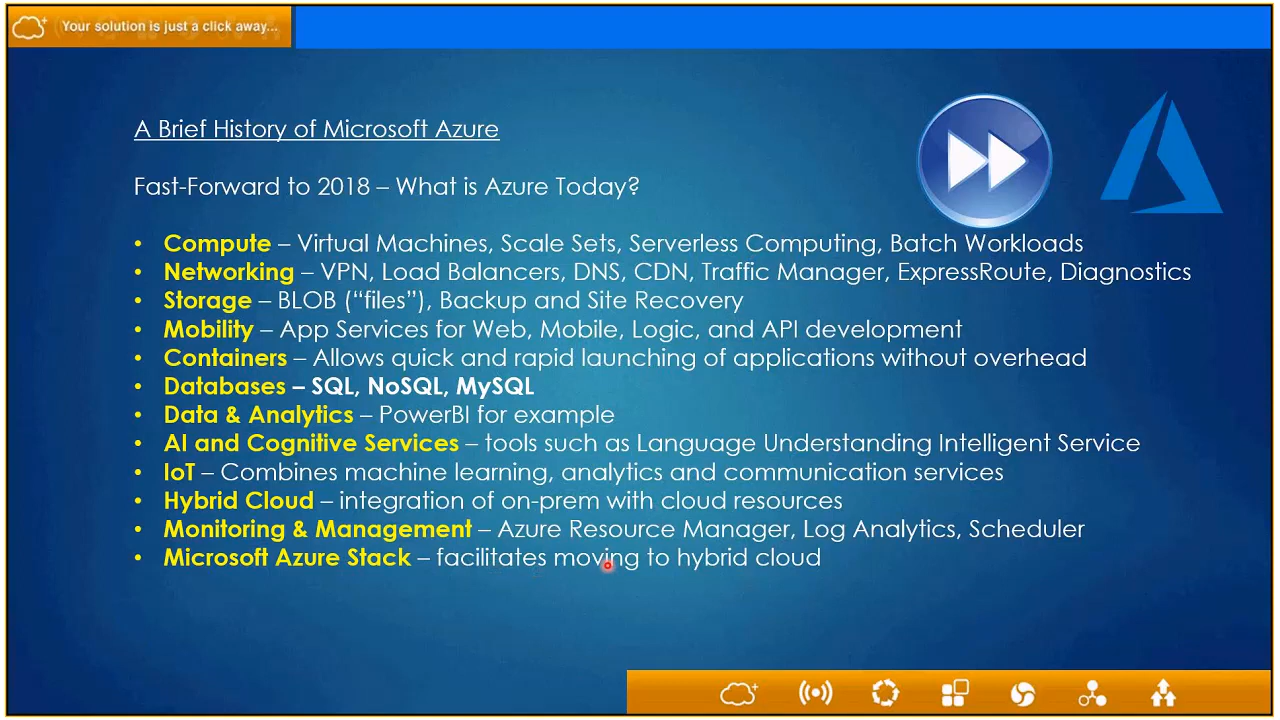 Your solution is just a click away...
A Brief History of Microsoft Azure
Fast-Forward to 2018 – What is Azure Today?
• Compute – Virtual Machines, Scale Sets, Serverless Computing, Batch Workloads
• Networking – VPN, Load Balancers, DNS, CDN, Traffic Manager, ExpressRoute, Diagnostics
• Storage – BLOB (“files”), Backup and Site Recovery
• Mobility – App Services for Web, Mobile, Logic, and API development
• Containers – Allows quick and rapid launching of applications without overhead
• Databases – SQL, NoSQL, MySQL
• Data & Analytics – PowerBI for example
• AI and Cognitive Services – tools such as Language Understanding Intelligent Service
• IoT – Combines machine learning, analytics and communication services
• Hybrid Cloud – integration of on-prem with cloud resources
• Monitoring & Management – Azure Resource Manager, Log Analytics, Scheduler
• Microsoft Azure Stack – facilitates moving to hybrid cloud